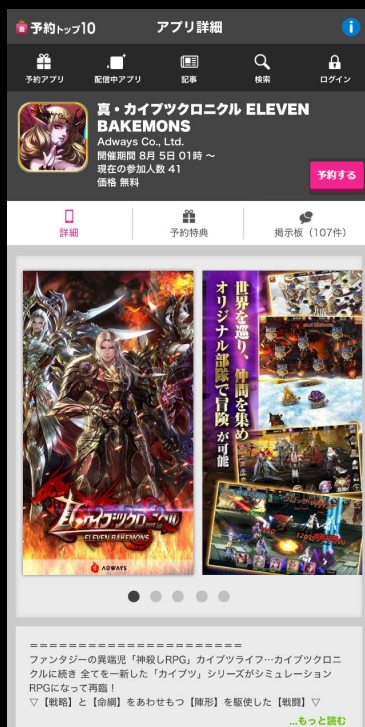 予約トップ10
アプリ詳細
予約アプリ
配信中アプリ
記事
検索
ログイン
真・カイブツクロニクル ELEVEN
BAKEMONS
Adways Co., Ltd.
開催期間 8月 5日 01時 ～
現在の参加人数 41
価格 無料
予約する
詳細
予約特典
掲示板（107件）
世界を巡り、仲間を集め
オリジナル部隊で冒険が可能
真・カイブツクロニクル
ELEVEN BAKEMONS
ADWAYS
＝＝＝＝＝＝＝＝＝＝＝＝＝＝＝＝＝＝＝＝＝＝
ファンタジーの異端児「神殺しRPG」カイブツライフ…カイブツクロニ
クルに続き 全てを一新した「カイブツ」シリーズがシミュレーション
RPGになって再臨！
▽【戦略】と【命綱】をあわせもつ【陣形】を駆使した【戦闘】▽
...もっと読む